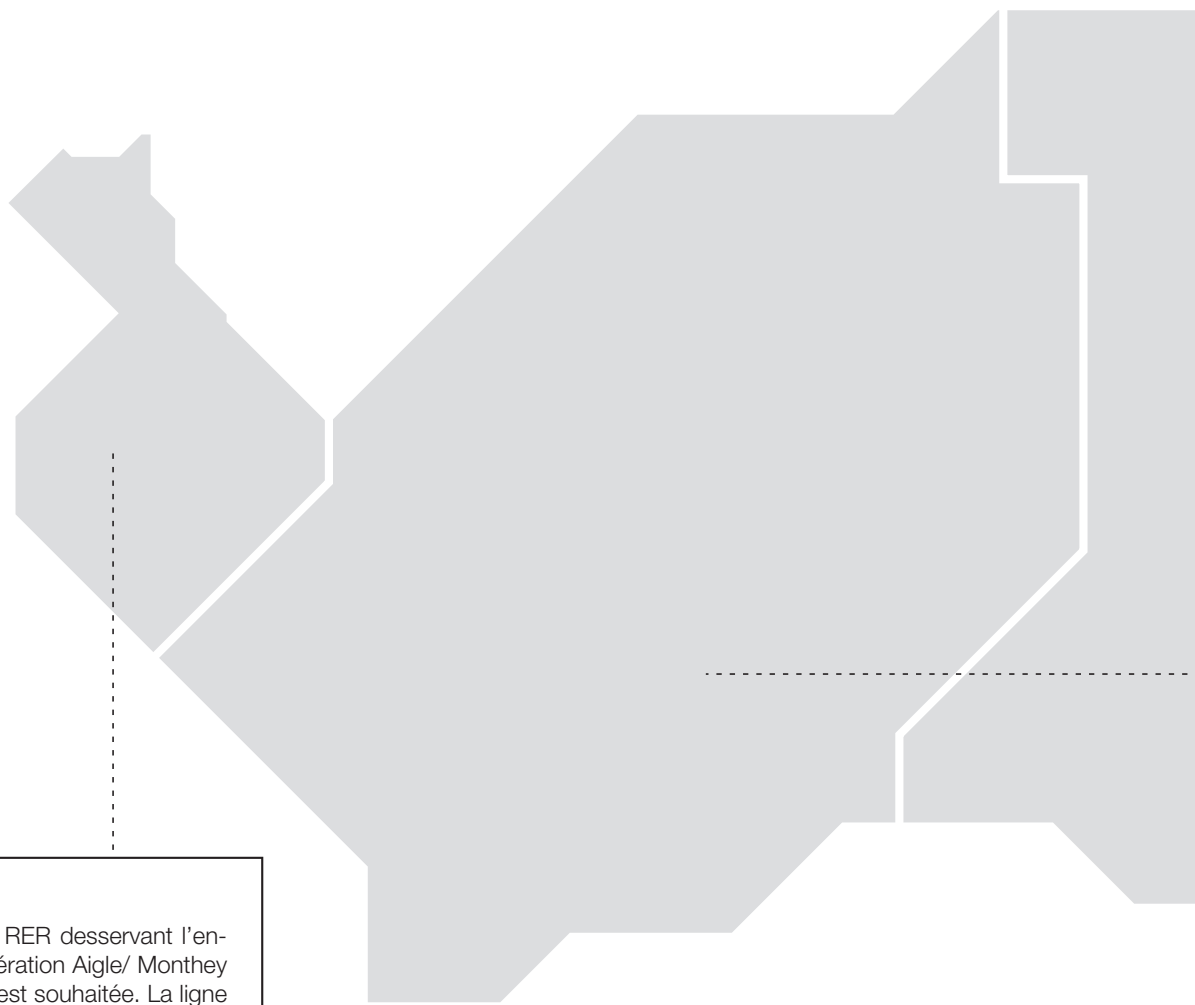 RER desservant l’en-
ération Aigle/ Monthey
est souhaitée. La ligne